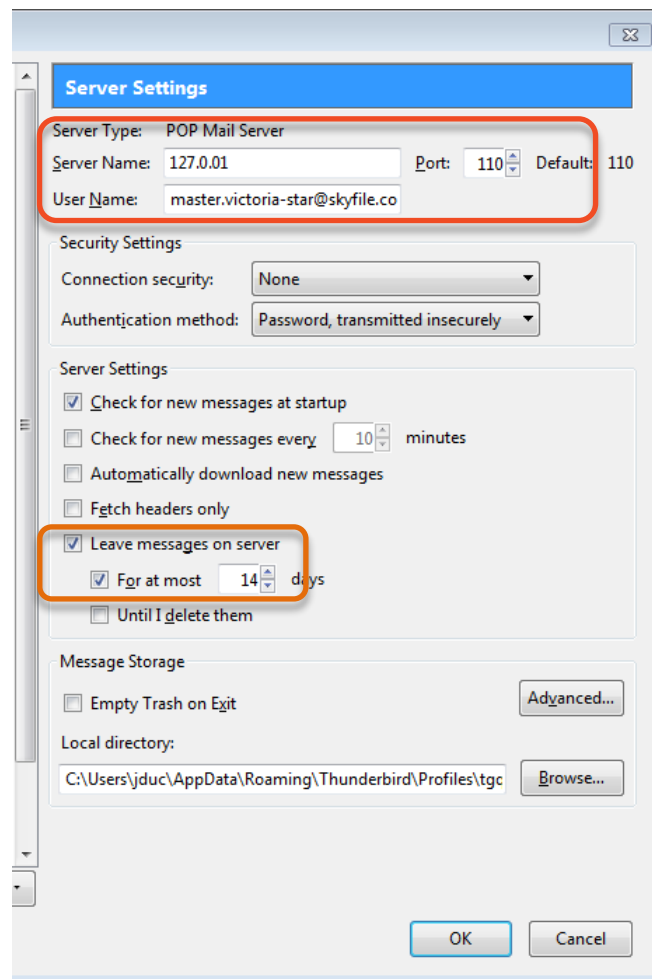 Server Settings
Server Type: POP Mail Server
Server Name: 127.0.01 Port: 110 Default: 110
User Name: master.victoria-star@skyfile.co
Security Settings
Connection security: None
Authentication method: Password, transmitted insecurely
Server Settings
Check for new messages at startup
Check for new messages every 10 minutes
Automatically download new messages
Fetch headers only
Leave messages on server
For at most 14 days
Until I delete them
Message Storage
Empty Trash on Exit Advanced...
Local directory:
C:\Users\jduc\AppData\Roaming\Thunderbird\Profiles\tgc Browse...
OK Cancel